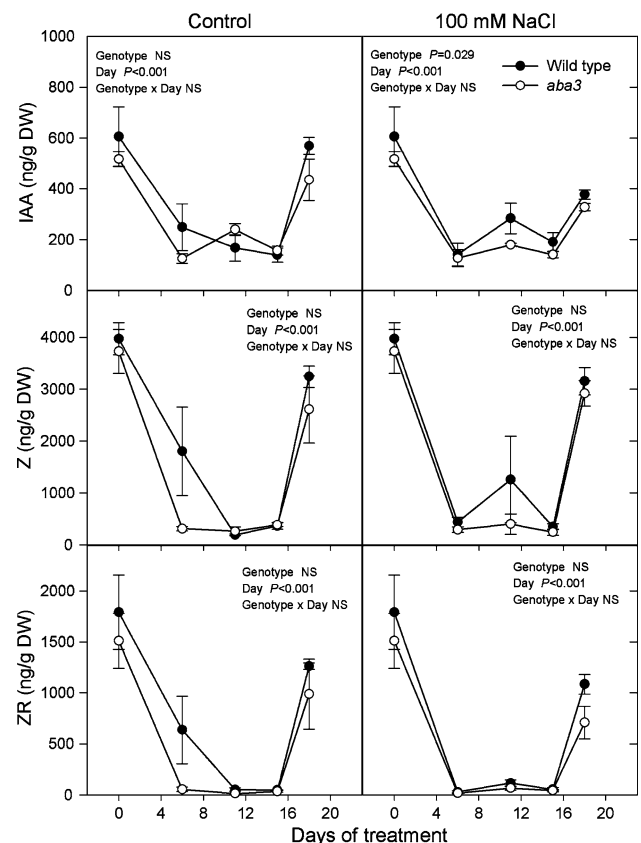 Control
100 mM NaCl
IAA (ng/g DW)
1000
800
600
400
200
0
Genotype NS
Day P<0.001
Genotype x Day NS
Genotype P=0.029
Day P<0.001
Genotype x Day NS
Wild type
aba3
Z (ng/g DW)
4000
3000
2000
1000
0
Genotype NS
Day P<0.001
Genotype x Day NS
Genotype NS
Day P<0.001
Genotype x Day NS
ZR (ng/g DW)
2000
1500
1000
500
0
Genotype NS
Day P<0.001
Genotype x Day NS
Genotype NS
Day P<0.001
Genotype x Day NS
0 4 8 12 16 20
0 4 8 12 16 20
Days of treatment